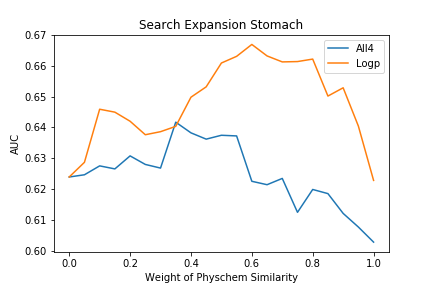 Search Expansion Stomach
0.67
0.66
0.65
0.64
0.63
0.62
0.61
0.60
AUC
All4
Logp
0.0 0.2 0.4 0.6 0.8 1.0
Weight of Physchem Similarity